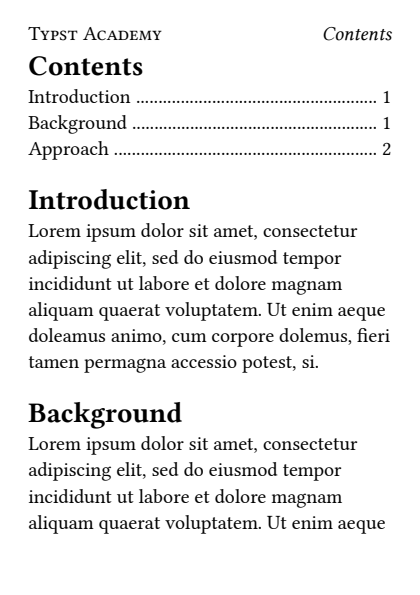 Typst Academy Contents
Contents
Introduction ................................................... 1
Background ................................................... 1
Approach ...................................................... 2
Introduction
Lorem ipsum dolor sit amet, consectetur
adipiscing elit, sed do eiusmod tempor
incididunt ut labore et dolore magnam
aliquam quaerat voluptatem. Ut enim aeque
doleamus animo, cum corpore dolemus, fieri
tamen permagna accessio potest, si.
Background
Lorem ipsum dolor sit amet, consectetur
adipiscing elit, sed do eiusmod tempor
incididunt ut labore et dolore magnam
aliquam quaerat voluptatem. Ut enim aeque